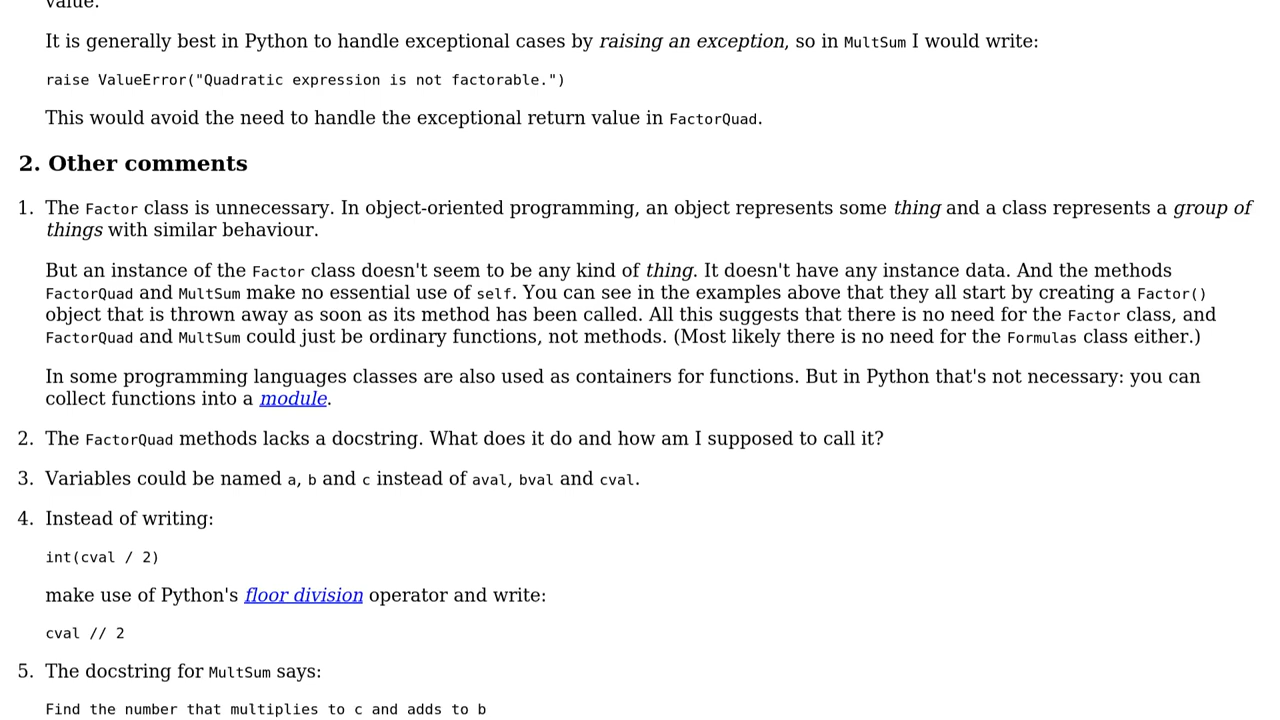 value.
It is generally best in Python to handle exceptional cases by raising an exception, so in MultSum I would write:
raise ValueError("Quadratic expression is not factorable.")
This would avoid the need to handle the exceptional return value in FactorQuad.
2. Other comments
1. The Factor class is unnecessary. In object-oriented programming, an object represents some thing and a class represents a group of
things with similar behaviour.
But an instance of the Factor class doesn't seem to be any kind of thing. It doesn't have any instance data. And the methods
FactorQuad and MultSum make no essential use of self. You can see in the examples above that they all start by creating a Factor()
object that is thrown away as soon as its method has been called. All this suggests that there is no need for the Factor class, and
FactorQuad and MultSum could just be ordinary functions, not methods. (Most likely there is no need for the Formulas class either.)
In some programming languages classes are also used as containers for functions. But in Python that's not necessary: you can
collect functions into a module.
2. The FactorQuad methods lacks a docstring. What does it do and how am I supposed to call it?
3. Variables could be named a, b and c instead of aval, bval and cval.
4. Instead of writing:
int(cval / 2)
make use of Python's floor division operator and write:
cval // 2
5. The docstring for MultSum says:
Find the number that multiplies to c and adds to b